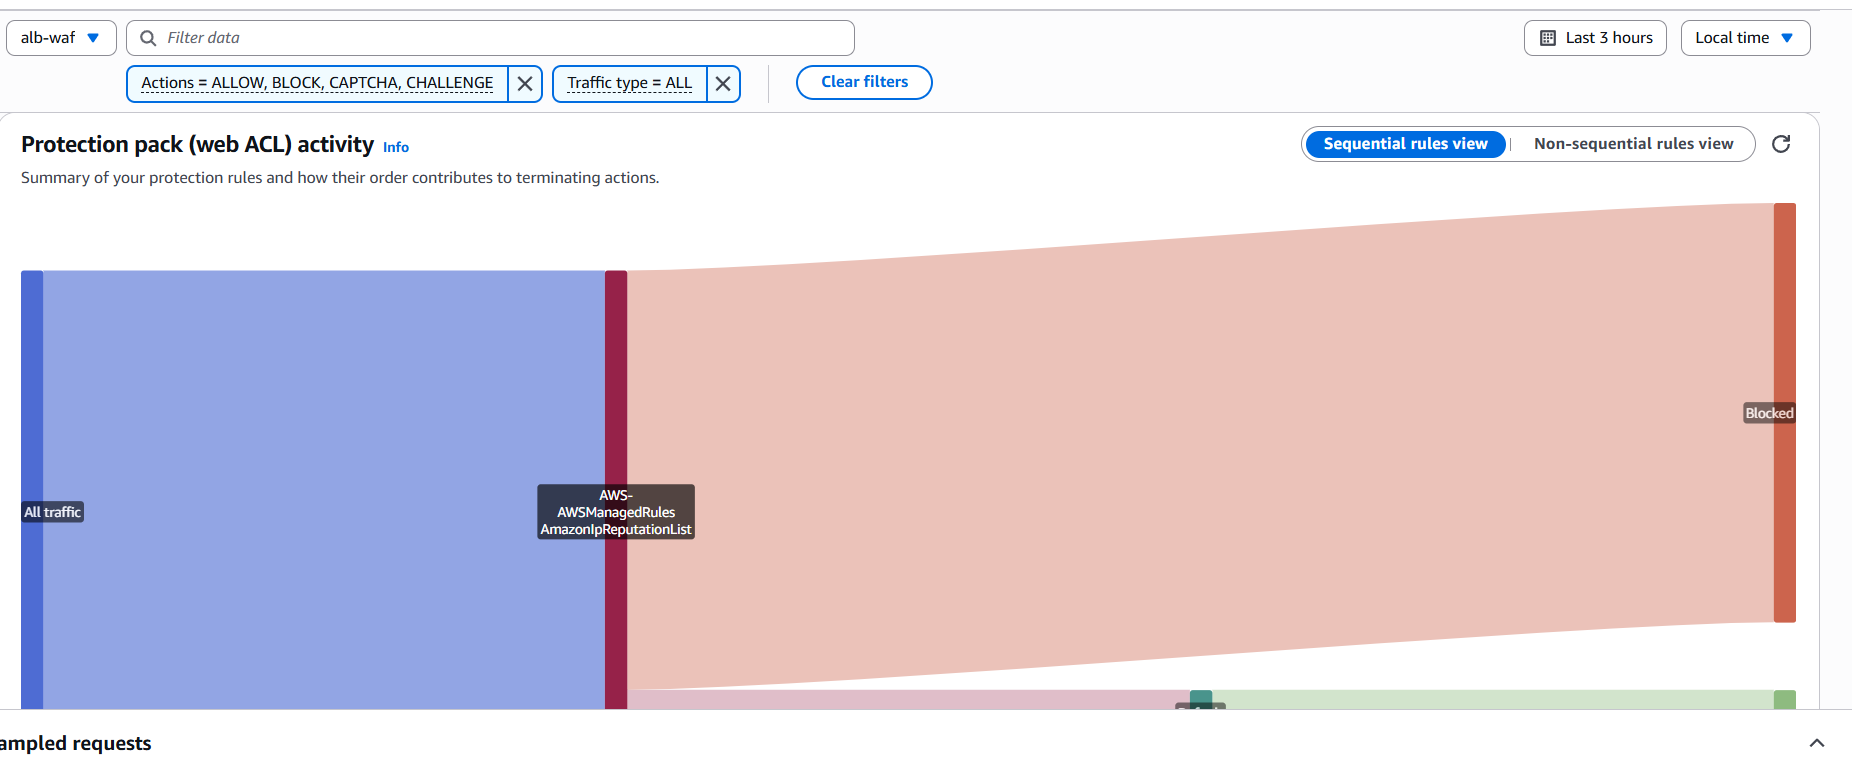 alb-waf
Filter data
Last 3 hours
Local time
Actions = ALLOW, BLOCK, CAPTCHA, CHALLENGE
Traffic type = ALL
Clear filters
Protection pack (web ACL) activity Info
Sequential rules view
Non-sequential rules view
Summary of your protection rules and how their order contributes to terminating actions.
Blocked
All traffic
AWS-
AWSManagedRules
AmazonIpReputationList
ampled requests